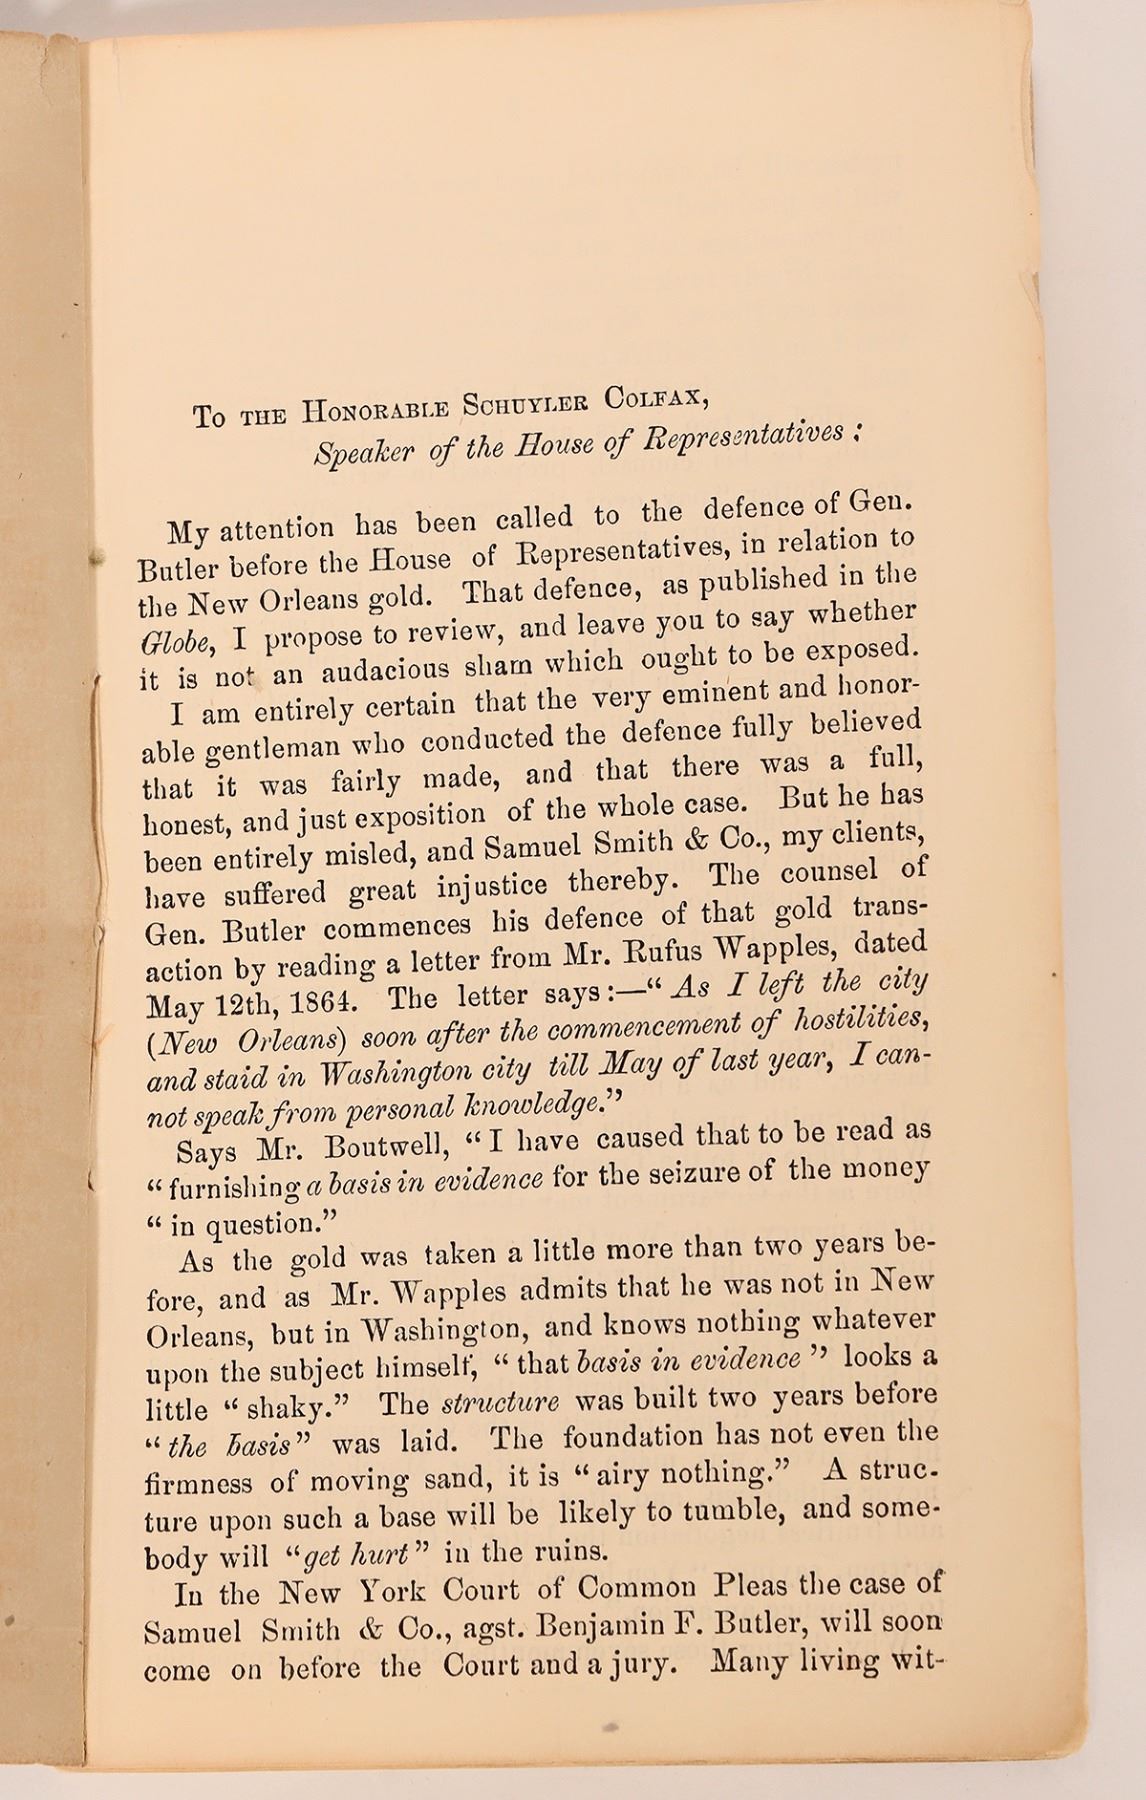 To the Honorable Schuyler Colfax,
Speaker of the House of Representatives :
My attention has been called to the defence of Gen.
Butler before the House of Representatives, in relation to
the New Orleans gold. That defence, as published in the
Globe, I propose to review, and leave you to say whether
it is not an audacious sham which ought to be exposed.
I am entirely certain that the very eminent and honor-
able gentleman who conducted the defence fully believed
that it was fairly made, and that there was a full,
honest, and just exposition of the whole case. But he has
been entirely misled, and Samuel Smith & Co., my clients,
have suffered great injustice thereby. The counsel of
Gen. Butler commences his defence of that gold trans-
action by reading a letter from Mr. Rufus Wapples, dated
May 12th, 1864. The letter says:—“ As I left the city
(New Orleans) soon after the commencement of hostilities,
and staid in Washington city till May of last year, I can-
not speak from personal knowledge.”
Says Mr. Boutwell, “ I have caused that to be read as
“ furnishing a basis in evidence for the seizure of the money
“ in question.”
As the gold was taken a little more than two years be-
fore, and as Mr. Wapples admits that he was not in New
Orleans, but in Washington, and knows nothing whatever
upon the subject himself, “ that basis in evidence ” looks a
little “ shaky.” The structure was built two years before
“ the basis ” was laid. The foundation has not even the
firmness of moving sand, it is “ airy nothing.” A struc-
ture upon such a base will be likely to tumble, and some-
body will “get hurt ” in the ruins.
In the New York Court of Common Pleas the case of
Samuel Smith & Co., agst. Benjamin F. Butler, will soon
come on before the Court and a jury. Many living wit-